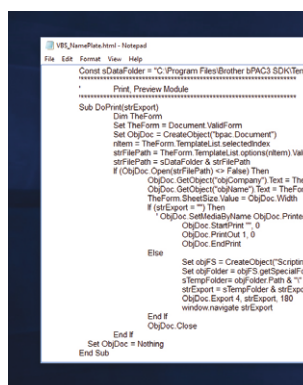 VBS_NamePlate.html - Notepad
File Edit Format View Help
Const sDataFolder = "C:\Program Files\Brother bPAC3 SDK\Tem
'**********************************************************
' Print, Preview Module
'**********************************************************
Sub DoPrint(strExport)
Dim TheForm
Set TheForm = Document.ValidForm
Set ObjDoc = CreateObject("bpac.Document")
nItem = TheForm.TemplateList.selectedIndex
strFilePath = TheForm.TemplateList.options(nItem).Val
strFilePath = sDataFolder & strFilePath
If (ObjDoc.Open(strFilePath) <> False) Then
ObjDoc.GetObject("objCompany").Text = The
ObjDoc.GetObject("objName").Text = TheFor
TheForm.SheetSize.Value = ObjDoc.Width
If (strExport = "") Then
' ObjDoc.SetMediaByName ObjDoc.Printe
ObjDoc.StartPrint "", 0
ObjDoc.PrintOut 1, 0
ObjDoc.EndPrint
Else
Set objFS = CreateObject("Scriptin
Set objFolder = objFS.getSpecialFo
sTempFolder= objFolder.Path & "\"
strExport = sTempFolder & strExpo
ObjDoc.Export 4, strExport, 180
window.navigate strExport
End If
ObjDoc.Close
End If
Set ObjDoc = Nothing
End Sub